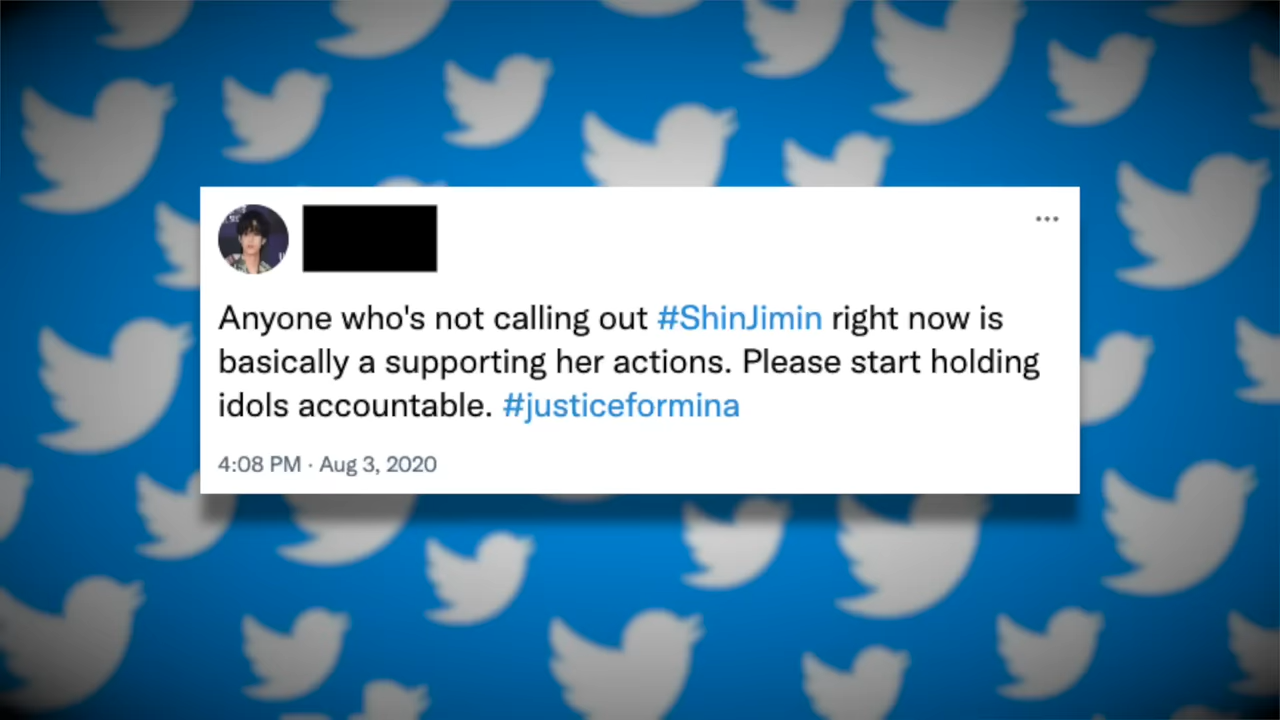 Anyone who's not calling out #ShinJimin right now is
basically a supporting her actions. Please start holding
idols accountable. #justiceformina
4:08 PM · Aug 3, 2020